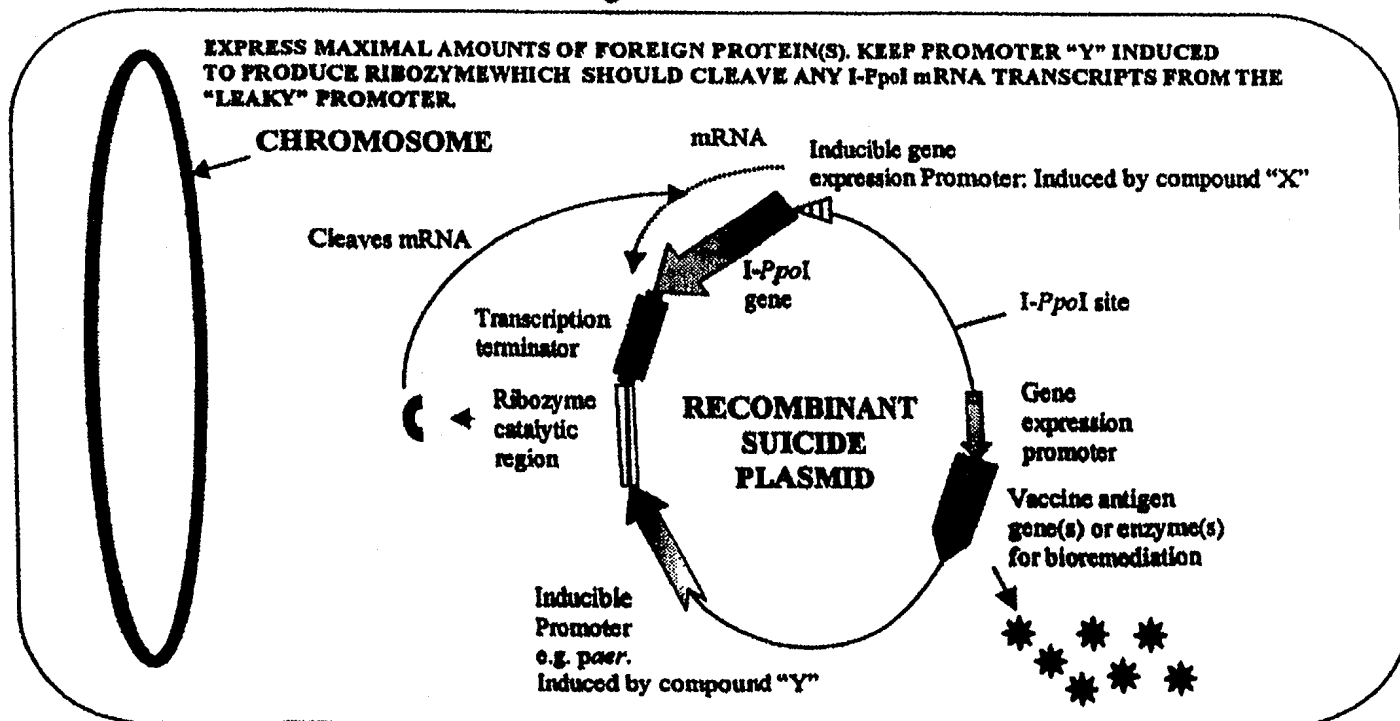 EXPRESS MAXIMAL AMOUNTS OF FOREIGN PROTEIN(S). KEEP PROMOTER “Y” INDUCED
TO PRODUCE RIBOZYMEWHICH SHOULD CLEAVE ANY I-PpoI mRNA TRANSCRIPTS FROM THE
“LEAKY” PROMOTER.
CHROMOSOME
mRNA
Inducible gene
expression Promoter: Induced by compound “X”
Cleaves mRNA
I-PpoI
gene
I-PpoI site
Transcription
terminator
Ribozyme
catalytic
region
RECOMBINANT
SUICIDE
PLASMID
Gene
expression
promoter
Vaccine antigen
gene(s) or enzyme(s)
for bioremediation
Inducible
Promoter
e.g. paer.
Induced by compound “Y”